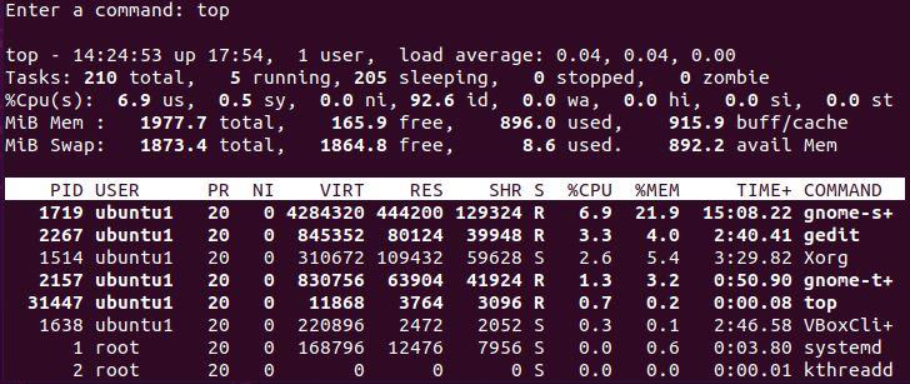 Enter a command: top
top - 14:24:53 up 17:54,  1 user,  load average: 0.04, 0.04, 0.00
Tasks: 210 total,   5 running, 205 sleeping,   0 stopped,   0 zombie
%Cpu(s):  6.9 us,  0.5 sy,  0.0 ni, 92.6 id,  0.0 wa,  0.0 hi,  0.0 si,  0.0 st
MiB Mem :   1977.7 total,    165.9 free,    896.0 used,    915.9 buff/cache
MiB Swap:   1873.4 total,   1864.8 free,      8.6 used.    892.2 avail Mem
    PID USER      PR  NI    VIRT    RES    SHR S  %CPU  %MEM     TIME+ COMMAND
   1719 ubuntu1   20   0 4284320 444200 129324 R   6.9  21.9  15:08.22 gnome-s+
   2267 ubuntu1   20   0  845352  80124  39948 R   3.3   4.0   2:40.41 gedit
   1514 ubuntu1   20   0  310672 109432  59628 S   2.6   5.4   3:29.82 Xorg
   2157 ubuntu1   20   0  830756  63904  41924 R   1.3   3.2   0:50.90 gnome-t+
  31447 ubuntu1   20   0   11868   3764   3096 R   0.7   0.2   0:00.08 top
   1638 ubuntu1   20   0  220896   2472   2052 S   0.3   0.1   2:46.58 VBoxCli+
      1 root      20   0  168796  12476   7956 S   0.0   0.6   0:03.80 systemd
      2 root      20   0       0      0      0 S   0.0   0.0   0:00.01 kthreadd